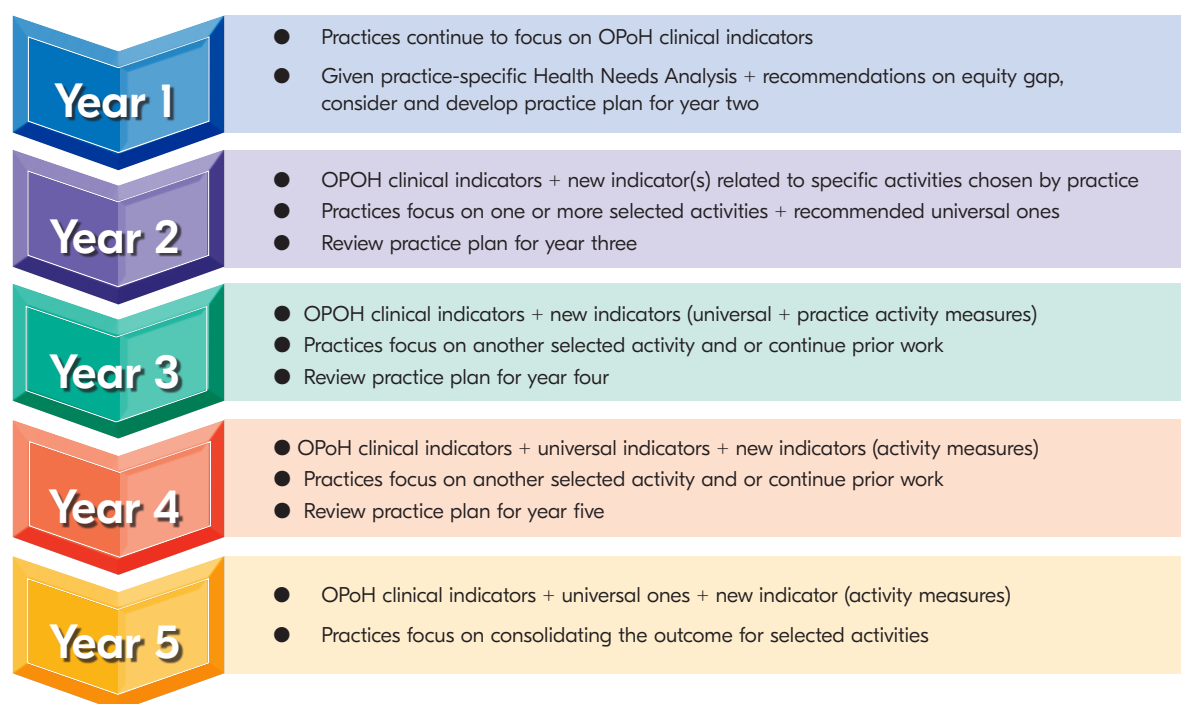 Year 1
● Practices continue to focus on OPoH clinical indicators
● Given practice-specific Health Needs Analysis + recommendations on equity gap,
consider and develop practice plan for year two
Year 2
● OPOH clinical indicators + new indicator(s) related to specific activities chosen by practice
● Practices focus on one or more selected activities + recommended universal ones
● Review practice plan for year three
Year 3
● OPOH clinical indicators + new indicators (universal + practice activity measures)
● Practices focus on another selected activity and or continue prior work
● Review practice plan for year four
Year 4
● OPoH clinical indicators + universal indicators + new indicators (activity measures)
● Practices focus on another selected activity and or continue prior work
● Review practice plan for year five
Year 5
● OPoH clinical indicators + universal ones + new indicator (activity measures)
● Practices focus on consolidating the outcome for selected activities